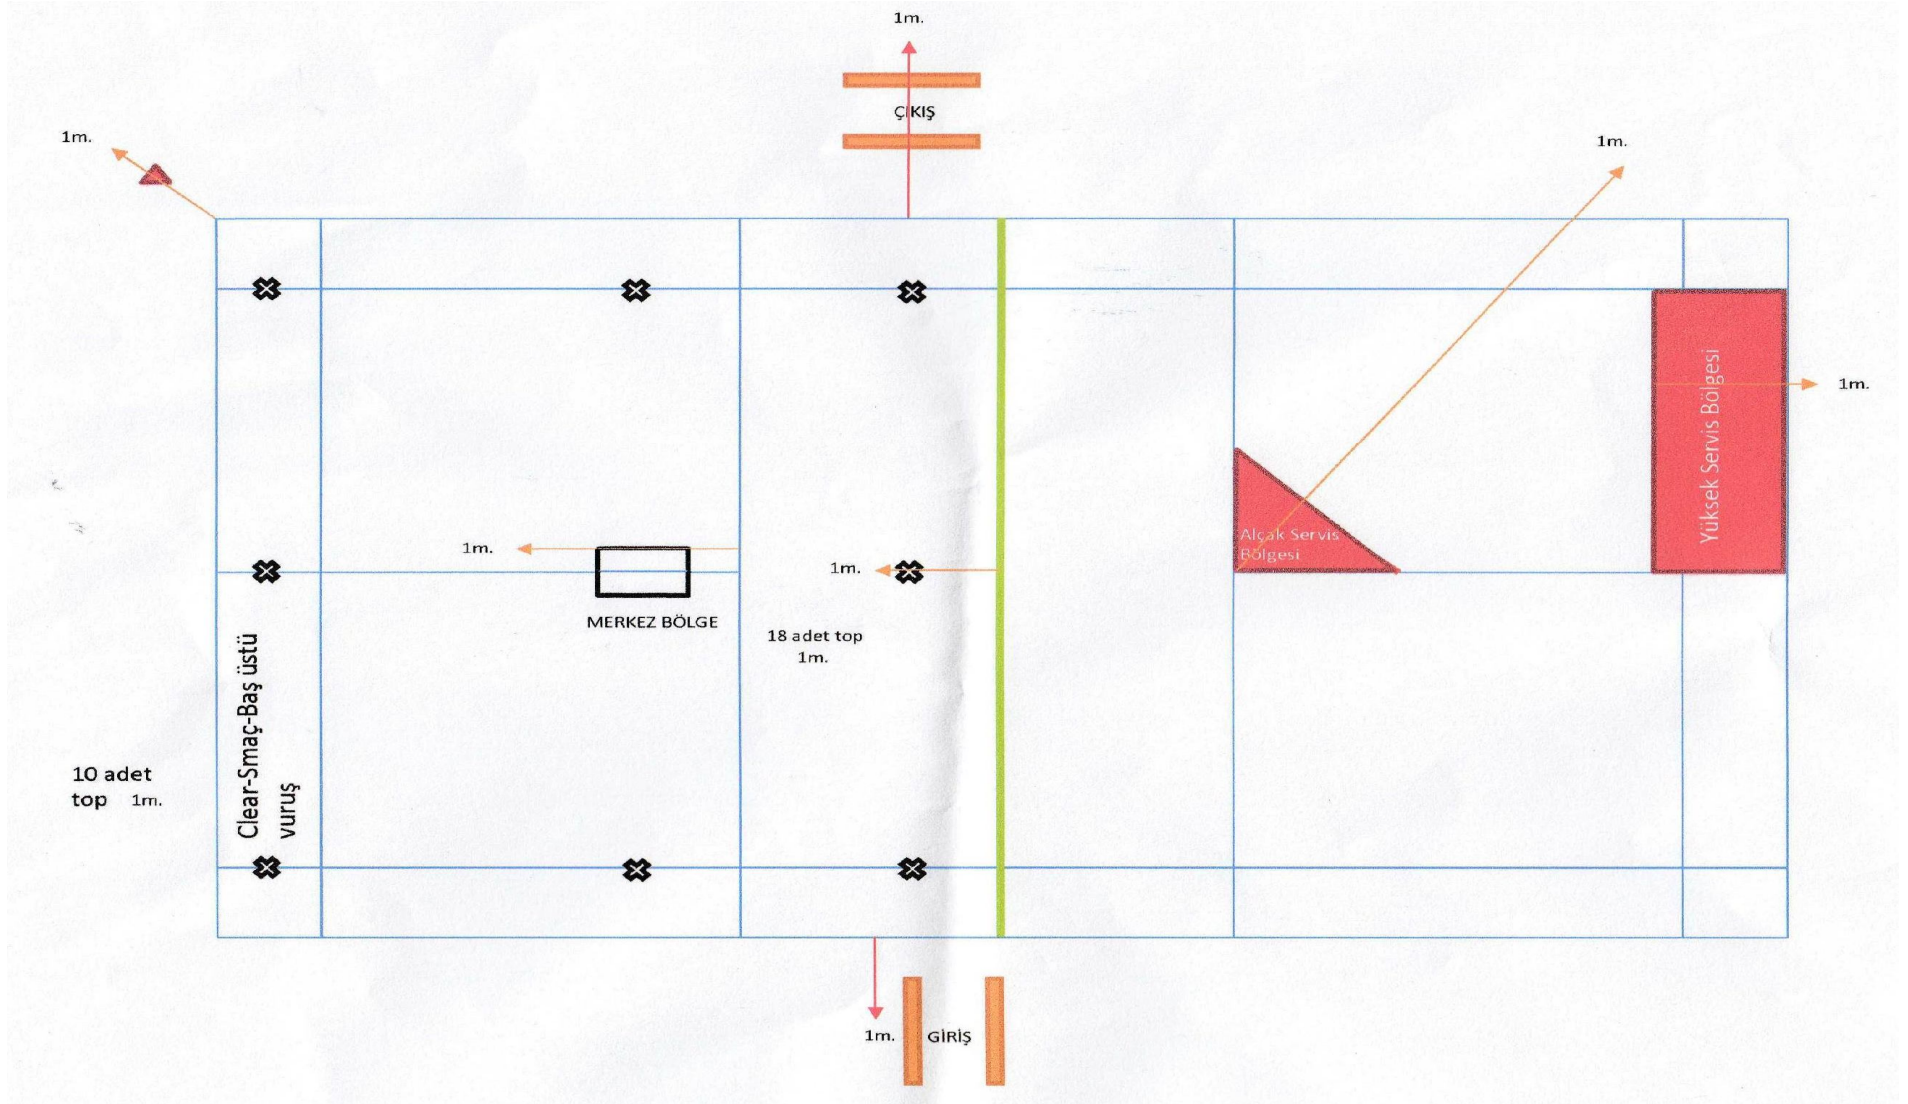 1m.
ÇIKIŞ
1m.
1m.
Yüksek Servis Bölgesi
1m.
Alçak Servis
Bölgesi
1m.
1m.
MERKEZ BÖLGE
18 adet top
1m.
Clear-Smaç-Baş üstü
vuruş
10 adet
top 1m.
1m.
GİRİŞ